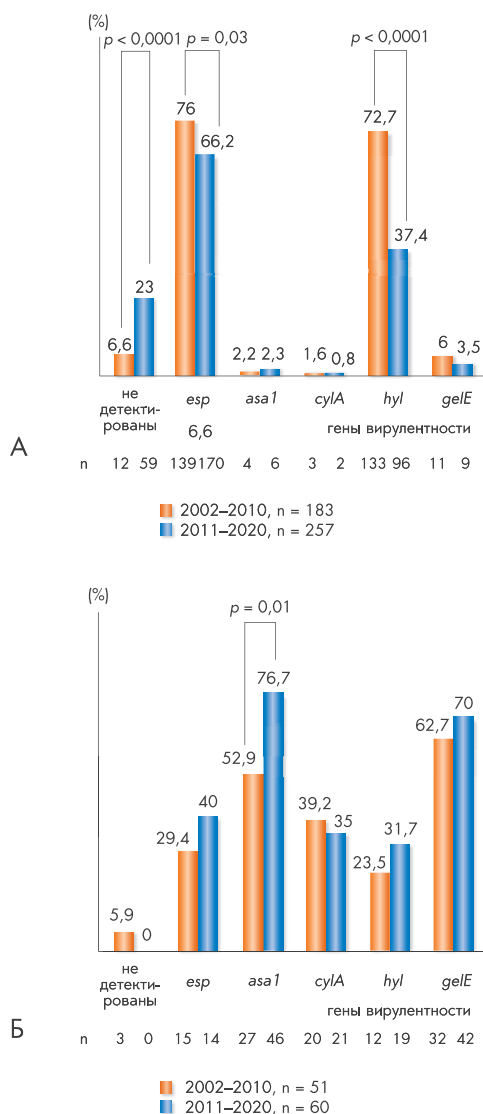 (%)
p < 0,0001 p = 0,03 p < 0,0001
76
72,7
66,2
37,4
23
6,6
2,2 2,3
1,6 0,8
6 3,5
не детекти- рованы esp asa1 cylA hyl gelE
6,6 гены вирулентности
А
n 12 59 139 170 4 6 3 2 133 96 11 9
2002–2010, n = 183
2011–2020, n = 257
(%)
p = 0,01
76,7
70
62,7
52,9
40
39,2
35
29,4
31,7
23,5
5,9 0
не детектированы esp asa1 cylA hyl gelE
гены вирулентности
Б
n 3 0 15 14 27 46 20 21 12 19 32 42
2002–2010, n = 51
2011–2020, n = 60